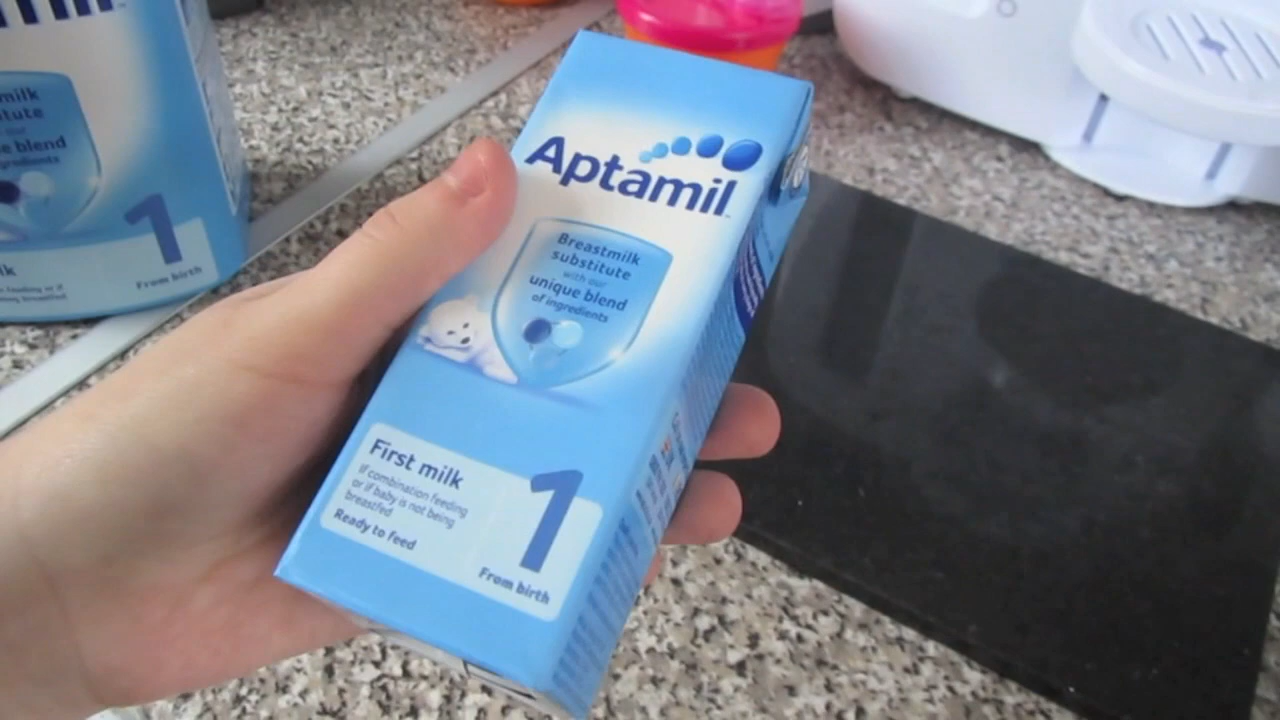 milk
e blend
ngredients
1
From birth
Aptamil
Breastmilk
substitute
with our
unique blend
of ingredients
First milk
If combination feeding
or if baby is not being
breastfed
Ready to feed
1
From birth